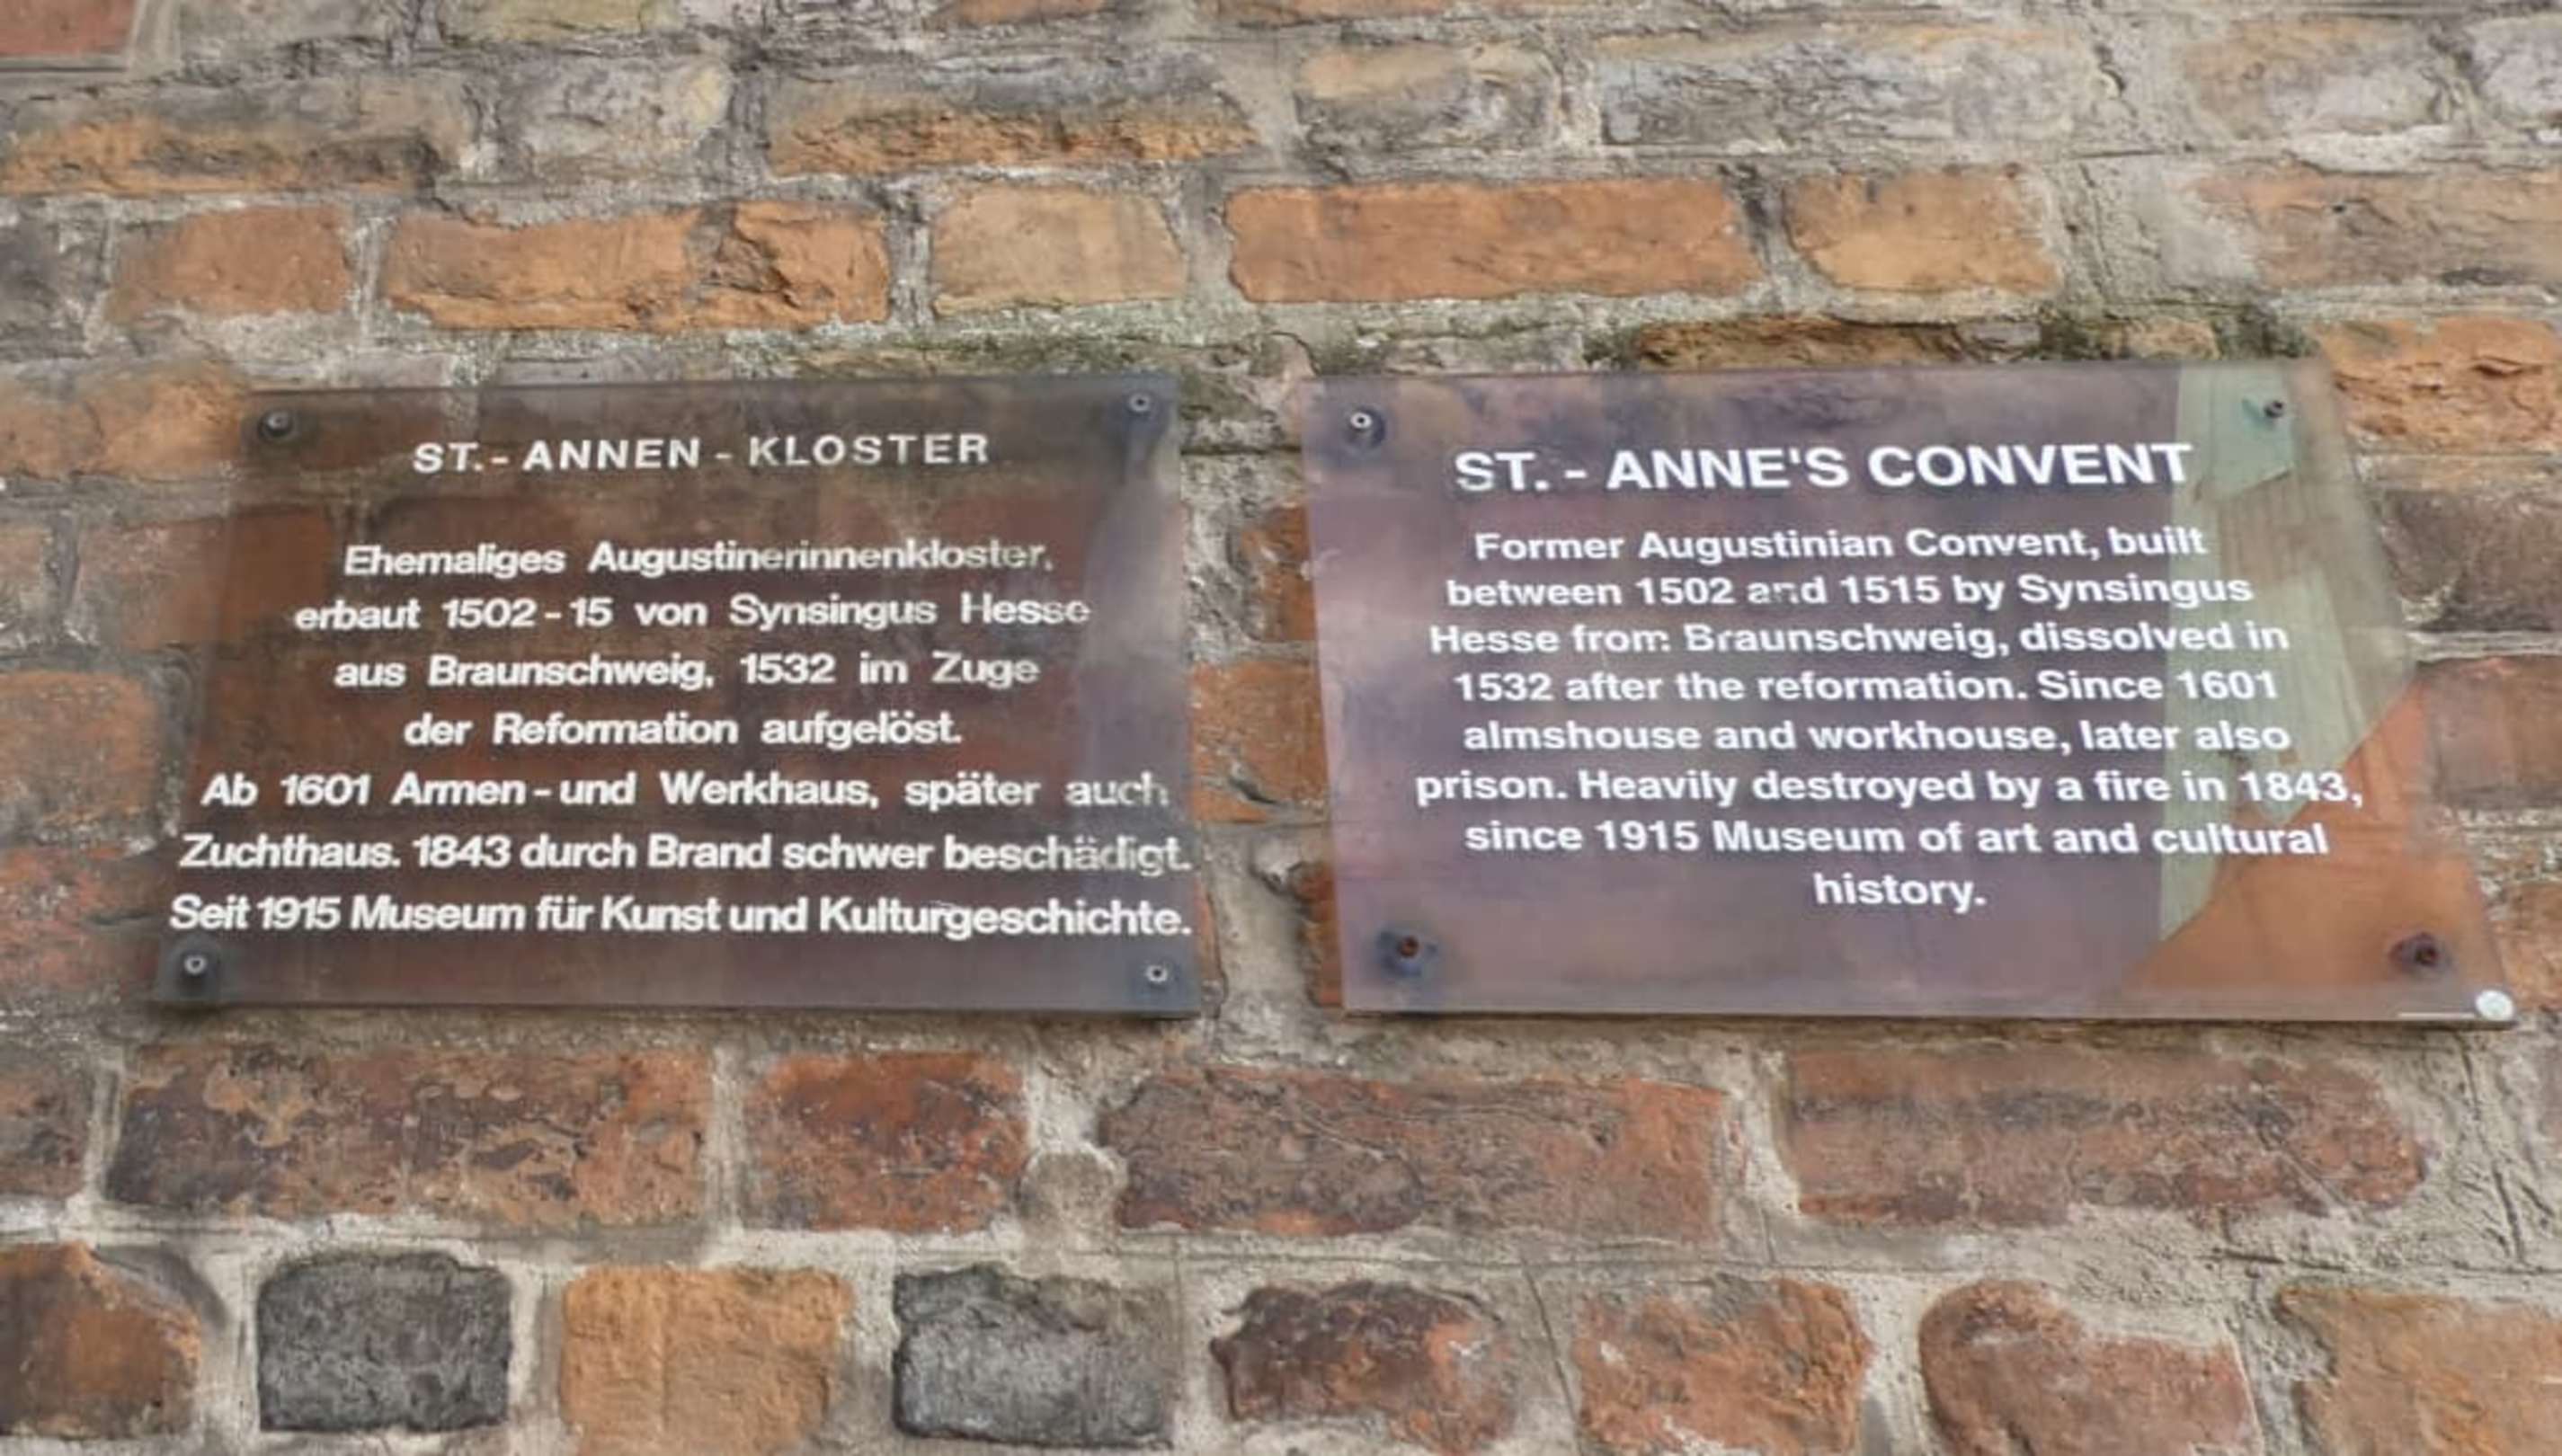 ST.- ANNEN - KLOSTER
Ehemaliges Augustinerinnenkloster,
erbaut 1502-15 von Synsingus Hesse
aus Braunschweig, 1532 im Zuge
der Reformation aufgelöst.
Ab 1601 Armen-und Werkhaus, später auch
Zuchthaus. 1843 durch Brand schwer beschädigt.
Seit 1915 Museum für Kunst und Kulturgeschichte.
ST. - ANNE'S CONVENT
Former Augustinian Convent, built
between 1502 and 1515 by Synsingus
Hesse from Braunschweig, dissolved in
1532 after the reformation. Since 1601
almshouse and workhouse, later also
prison. Heavily destroyed by a fire in 1843,
since 1915 Museum of art and cultural
history.